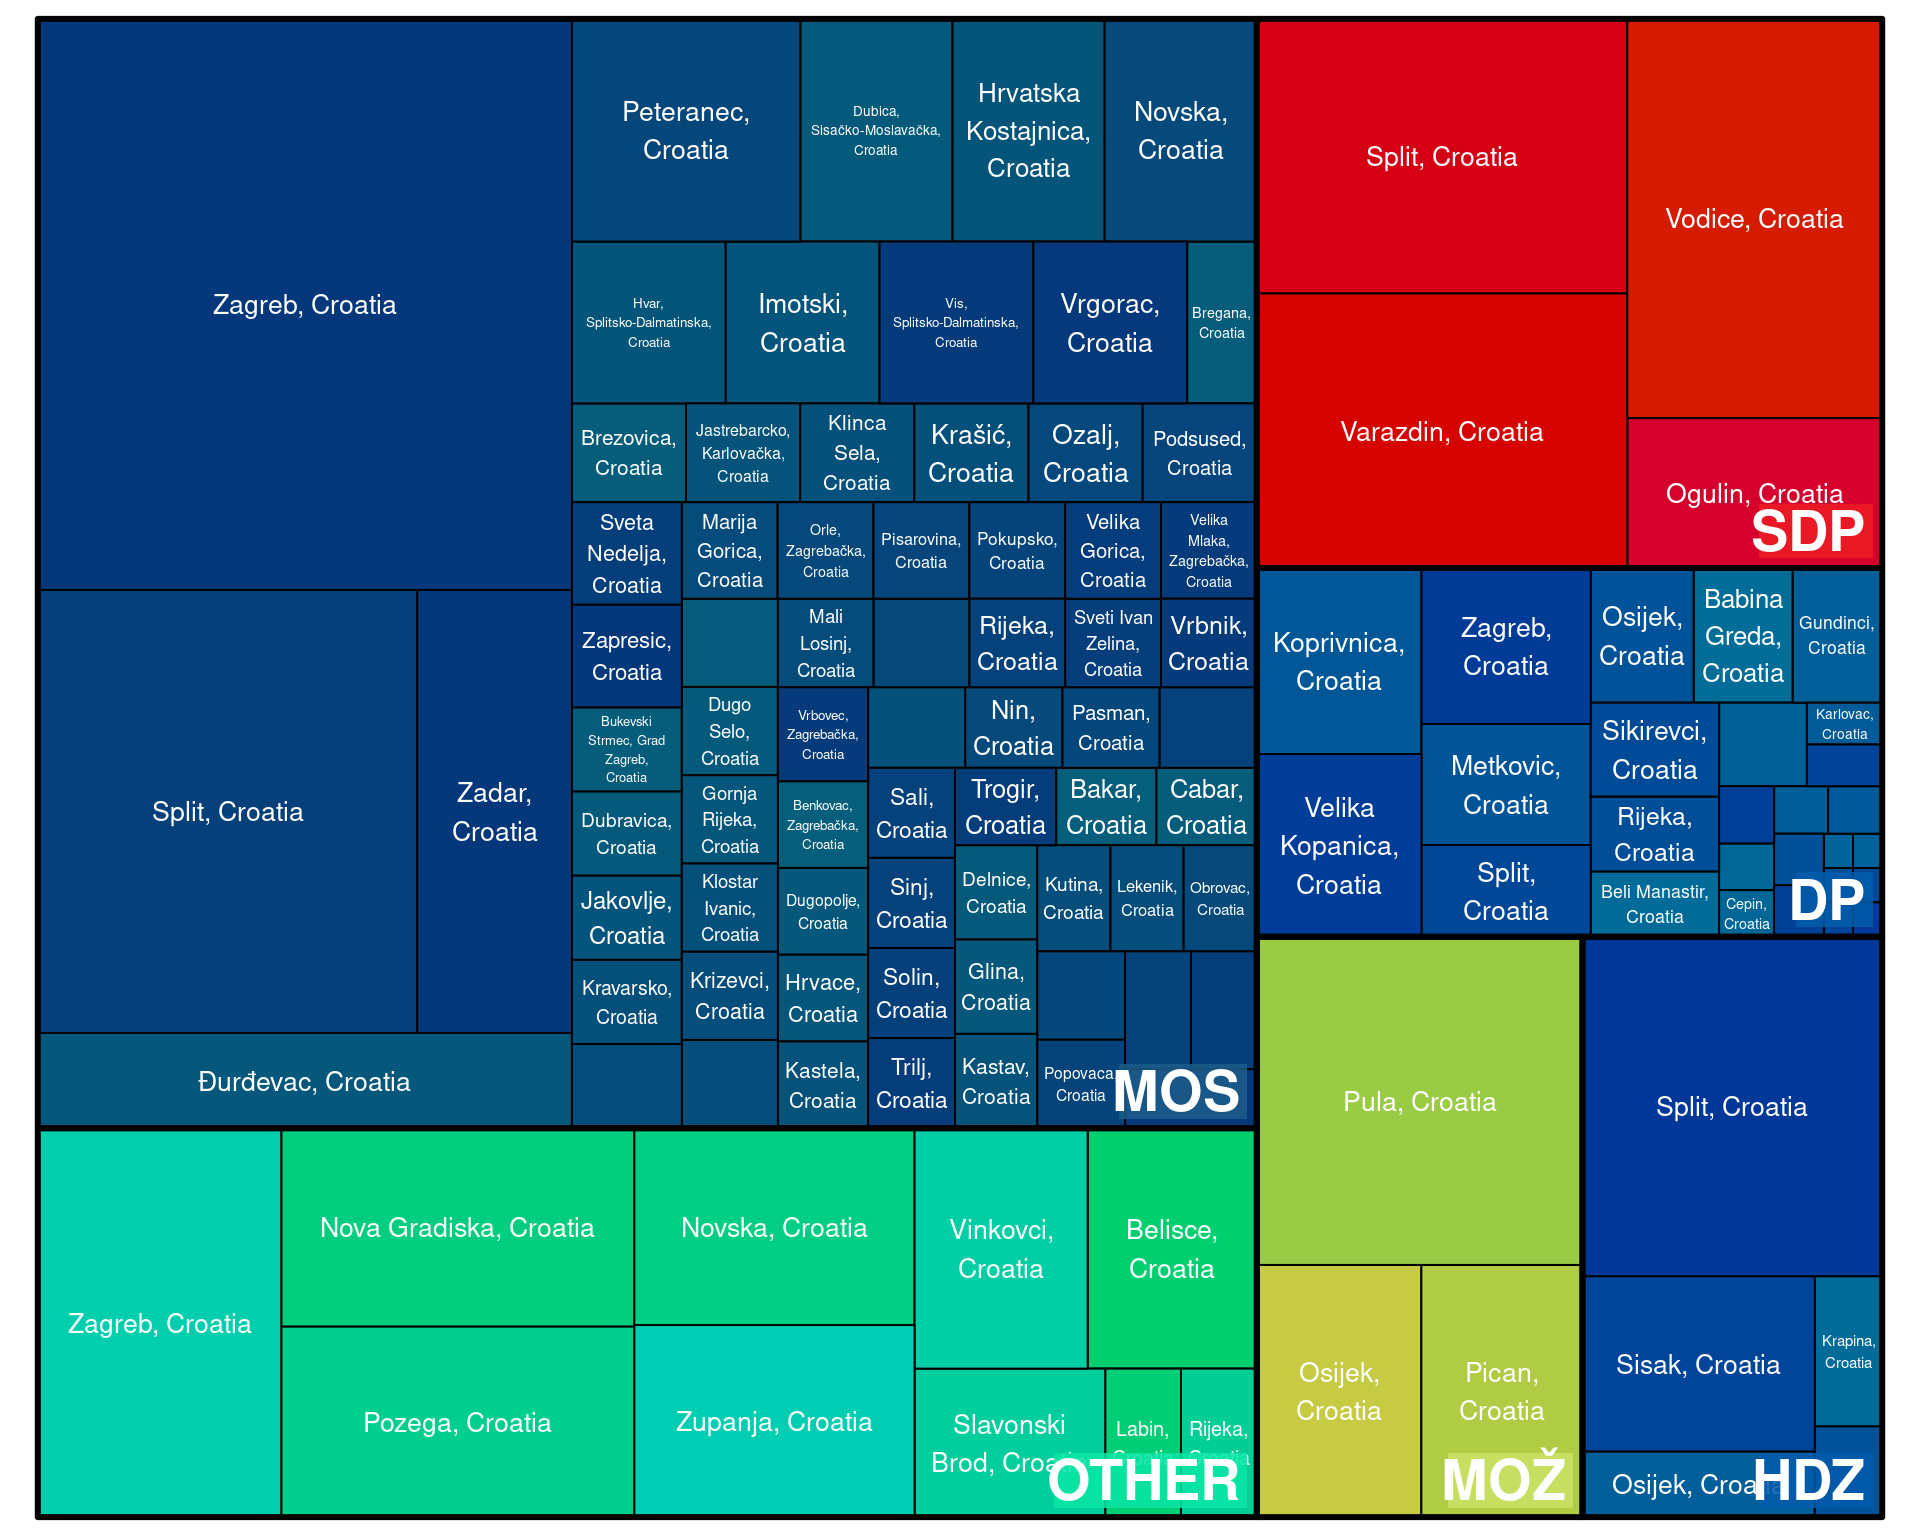 Zagreb, Croatia
Split, Croatia
Zadar,
Croatia
Đurđevac, Croatia
Peteranec,
Croatia
Dubica,
Sisačko-Moslavačka,
Croatia
Hrvatska
Kostajnica,
Croatia
Novska,
Croatia
Hvar,
Splitsko-Dalmatinska,
Croatia
Imotski,
Croatia
Vis,
Splitsko-Dalmatinska,
Croatia
Vrgorac,
Croatia
Bregana,
Croatia
Brezovica,
Croatia
Jastrebarcko,
Karlovačka,
Croatia
Klinca
Sela,
Croatia
Krašić,
Croatia
Ozalj,
Croatia
Podsused,
Croatia
Sveta
Nedelja,
Croatia
Zapresic,
Croatia
Bukevski
Strmec, Grad
Zagreb,
Croatia
Dubravica,
Croatia
Jakovlje,
Croatia
Kravarsko,
Croatia
Marija
Gorica,
Croatia
Orle,
Zagrebačka,
Croatia
Pisarovina,
Croatia
Pokupsko,
Croatia
Velika
Gorica,
Croatia
Velika
Mlaka,
Zagrebačka,
Croatia
Mali
Losinj,
Croatia
Rijeka,
Croatia
Sveti Ivan
Zelina,
Croatia
Vrbnik,
Croatia
Dugo
Selo,
Croatia
Gornja
Rijeka,
Croatia
Klostar
Ivanic,
Croatia
Krizevci,
Croatia
Vrbovec,
Zagrebačka,
Croatia
Benkovac,
Zagrebačka,
Croatia
Dugopolje,
Croatia
Hrvace,
Croatia
Kastela,
Croatia
Nin,
Croatia
Pasman,
Croatia
Sali,
Croatia
Sinj,
Croatia
Solin,
Croatia
Trilj,
Croatia
Trogir,
Croatia
Bakar,
Croatia
Cabar,
Croatia
Delnice,
Croatia
Glina,
Croatia
Kastav,
Croatia
Kutina,
Croatia
Lekenik,
Croatia
Obrovac,
Croatia
Popovaca,
Croatia
MOS
Zagreb, Croatia
Nova Gradiska, Croatia
Pozega, Croatia
Novska, Croatia
Zupanja, Croatia
Vinkovci,
Croatia
Belisce,
Croatia
Slavonski
Brod, Croatia
Labin,
Croatia
Rijeka,
Croatia
OTHER
Split, Croatia
Varazdin, Croatia
Vodice, Croatia
Ogulin, Croatia
SDP
Koprivnica,
Croatia
Velika
Kopanica,
Croatia
Zagreb,
Croatia
Metkovic,
Croatia
Split,
Croatia
Osijek,
Croatia
Babina
Greda,
Croatia
Gundinci,
Croatia
Sikirevci,
Croatia
Rijeka,
Croatia
Beli Manastir,
Croatia
Karlovac,
Croatia
Cepin,
Croatia
DP
Pula, Croatia
Osijek,
Croatia
Pican,
Croatia
MOŽ
Split, Croatia
Sisak, Croatia
Krapina,
Croatia
Osijek, Croatia
HDZ